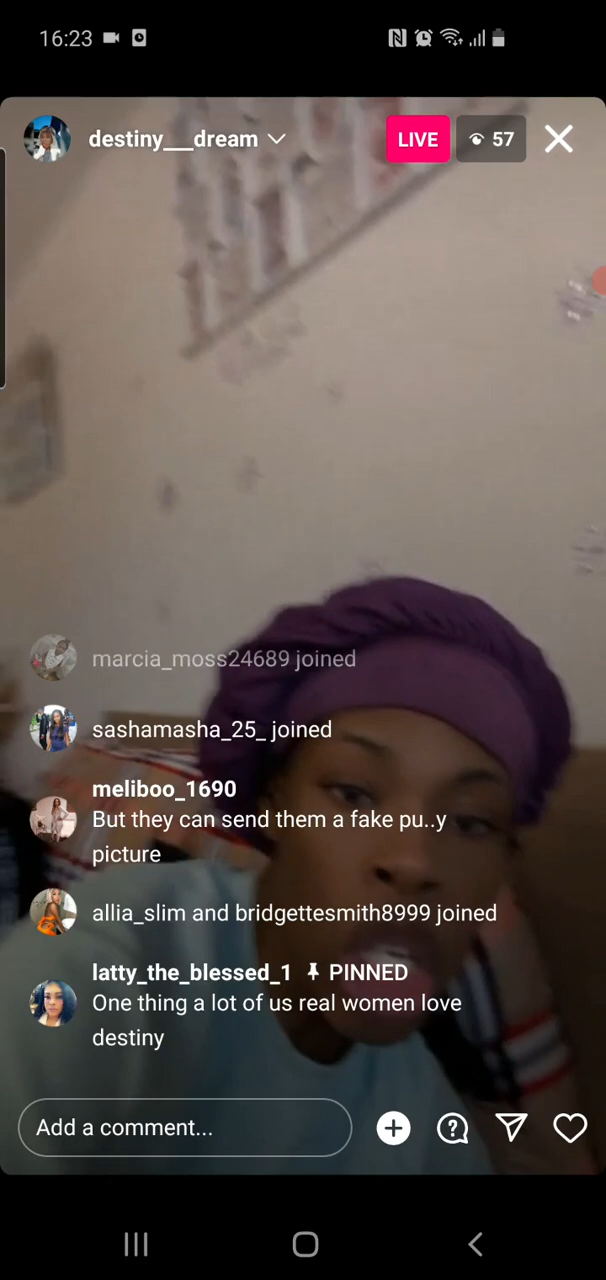 16:23
destiny___dream
LIVE
57
marcia_moss24689 joined
sashamasha_25_ joined
meliboo_1690
But they can send them a fake pu..y
picture
allia_slim and bridgettesmith8999 joined
latty_the_blessed_1 PINNED
One thing a lot of us real women love
destiny
Add a comment...